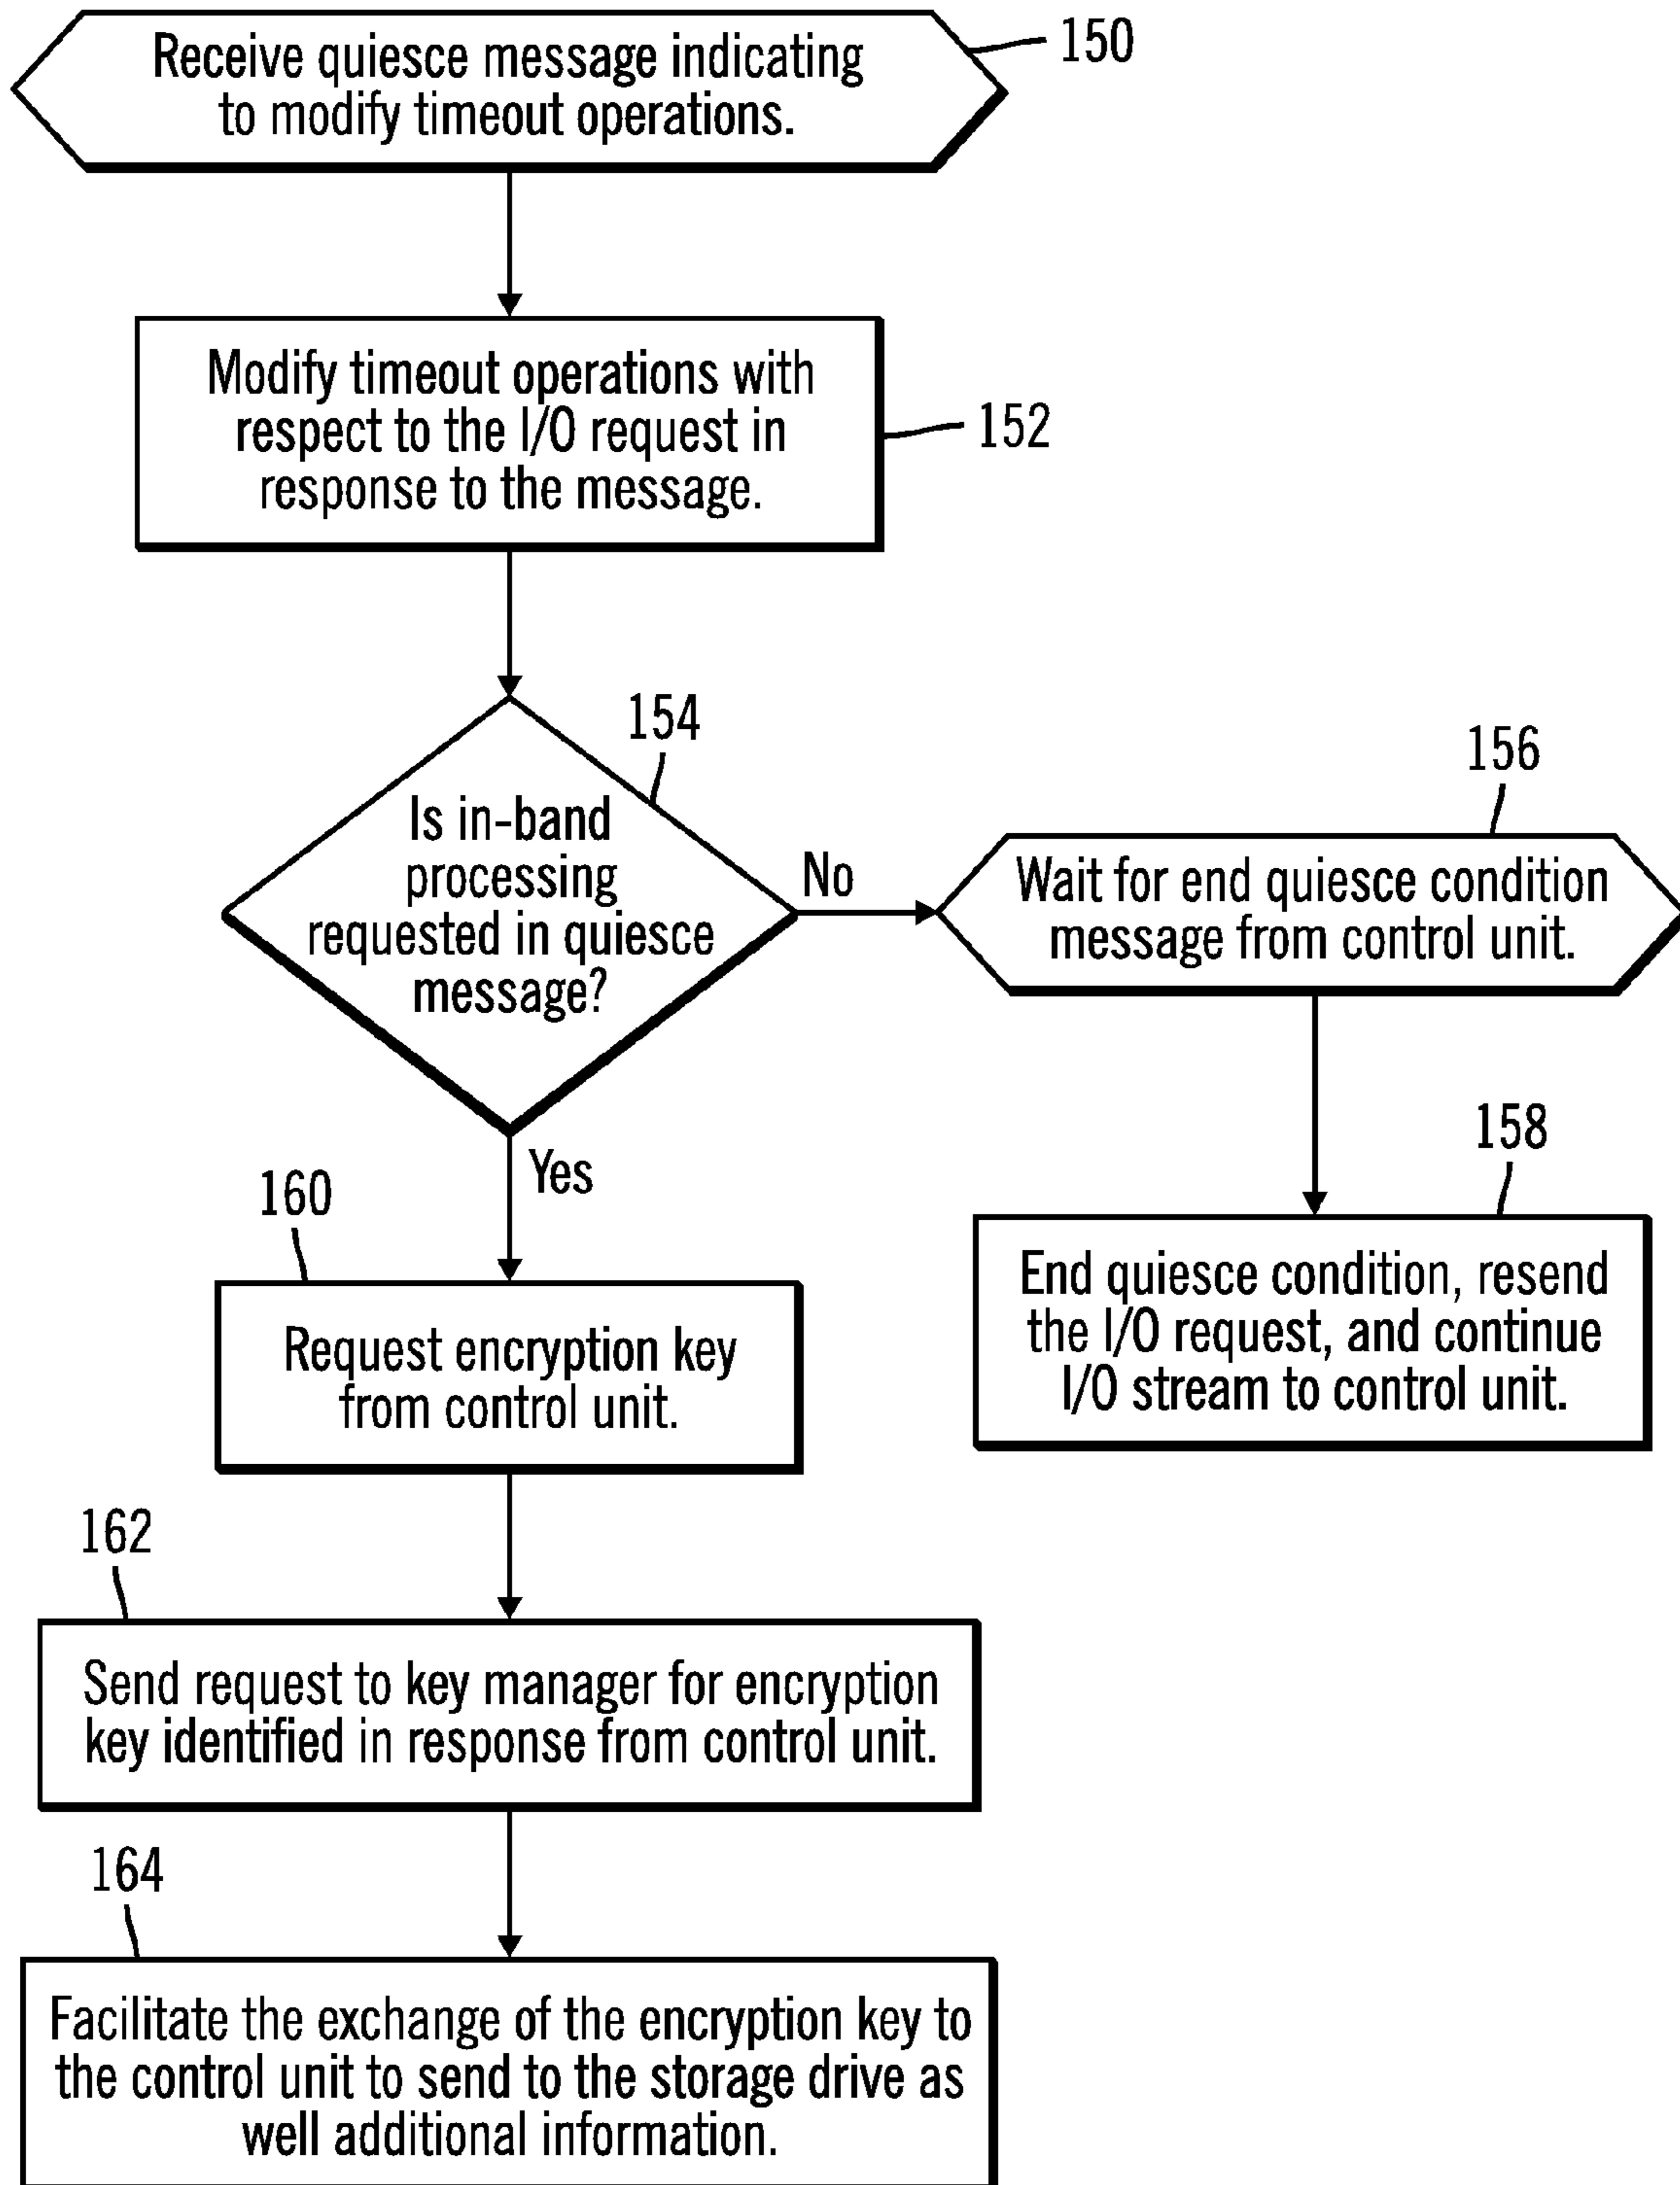 Receive quiesce message indicating
to modify timeout operations.
150
Modify timeout operations with
respect to the I/O request in
response to the message.
152
154
Is in-band
processing
requested in quiesce
message?
No
156
Wait for end quiesce condition
message from control unit.
158
End quiesce condition, resend
the I/O request, and continue
I/O stream to control unit.
Yes
160
Request encryption key
from control unit.
162
Send request to key manager for encryption
key identified in response from control unit.
164
Facilitate the exchange of the encryption key to
the control unit to send to the storage drive as
well additional information.